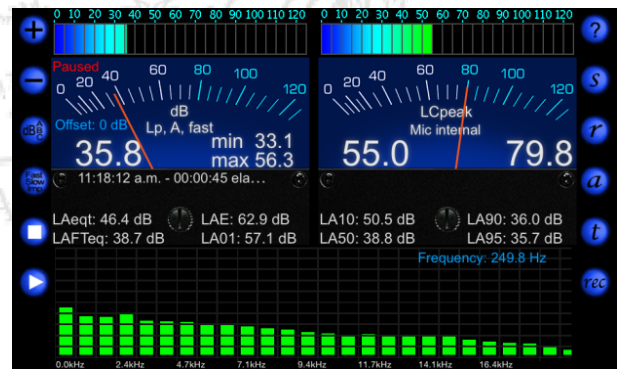 0 10 20 30 40 50 60 70 80 90 100 110 120
0 10 20 30 40 50 60 70 80 90 100 110 120
+
?
Paused
0 20 40 60 80 100 120
0 20 40 60 80 100 120
−
S
dB
Lp, A, fast
LCpeak
Mic internal
Offset: 0 dB
dB A B C
r
35.8
min 33.1
max 56.3
55.0
79.8
11:18:12 a.m. - 00:00:45 ela…
Fast
Slow
Imp
a
LAeqt: 46.4 dB
LAE: 62.9 dB
LA10: 50.5 dB
LA90: 36.0 dB
LAFTeq: 38.7 dB
LA01: 57.1 dB
LA50: 38.8 dB
LA95: 35.7 dB
t
Frequency: 249.8 Hz
rec
0.0kHz 2.4kHz 4.7kHz 7.1kHz 9.4kHz 11.7kHz 14.1kHz 16.4kHz